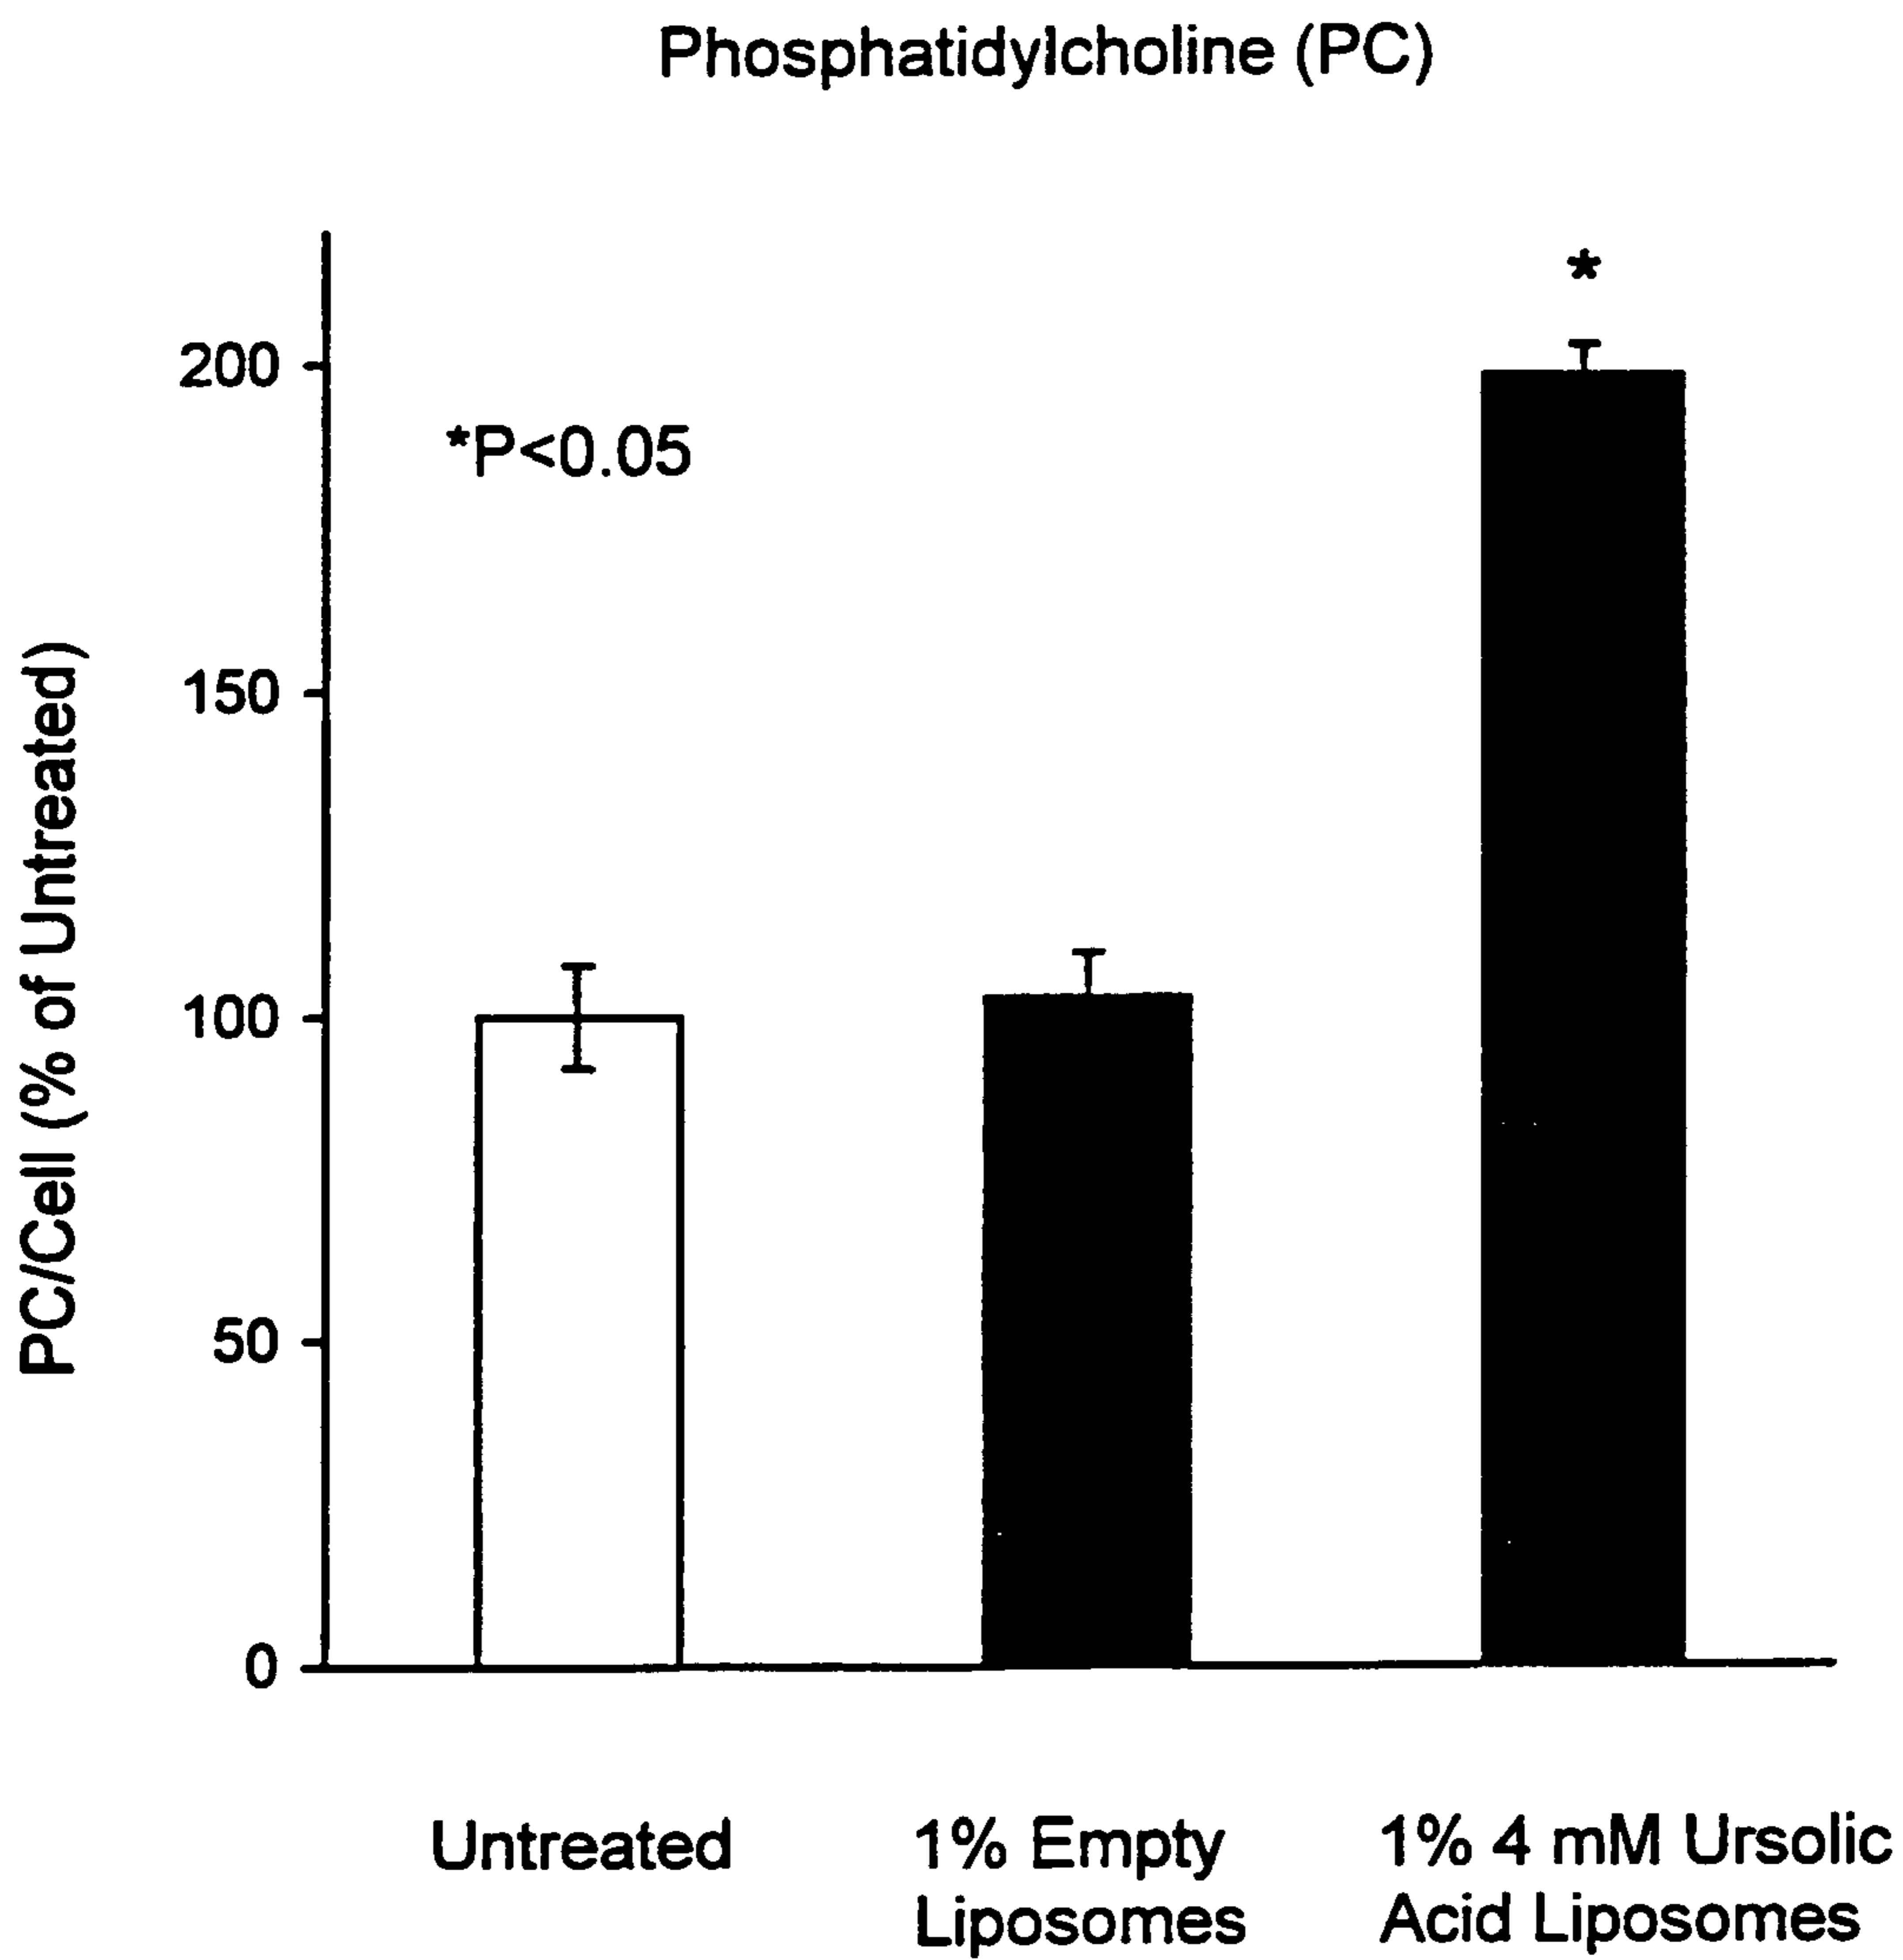 Phosphatidylcholine (PC)
*
200
*P<0.05
150
100
50
0
PC/Cell (% of Untreated)
Untreated
1% Empty
Liposomes
1% 4 mM Ursolic
Acid Liposomes